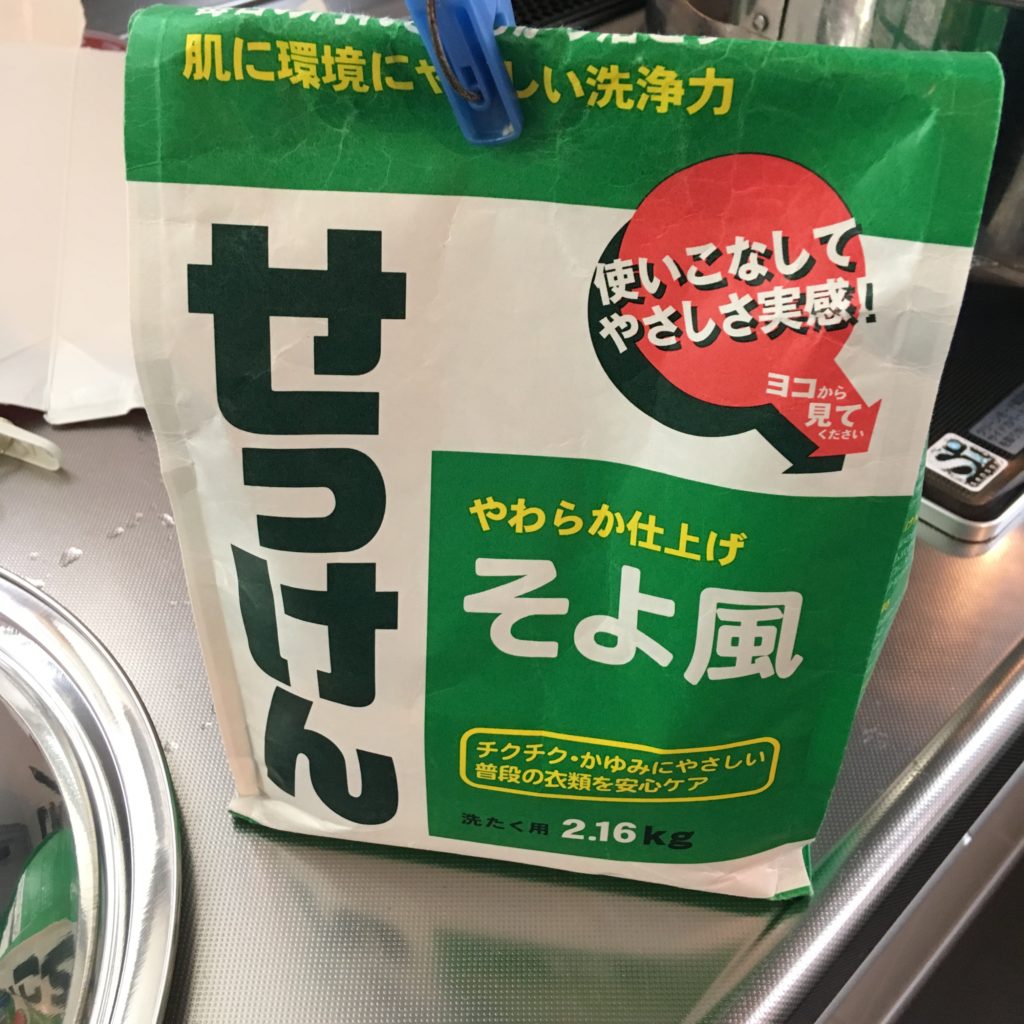 肌に環境にやさしい洗浄力
せっけん
使いこなして
やさしさ実感!
ヨコから
見て
ください
やわらか仕上げ
そよ風
チクチク・かゆみにやさしい
普段の衣類を安心ケア
洗たく用 2.16kg